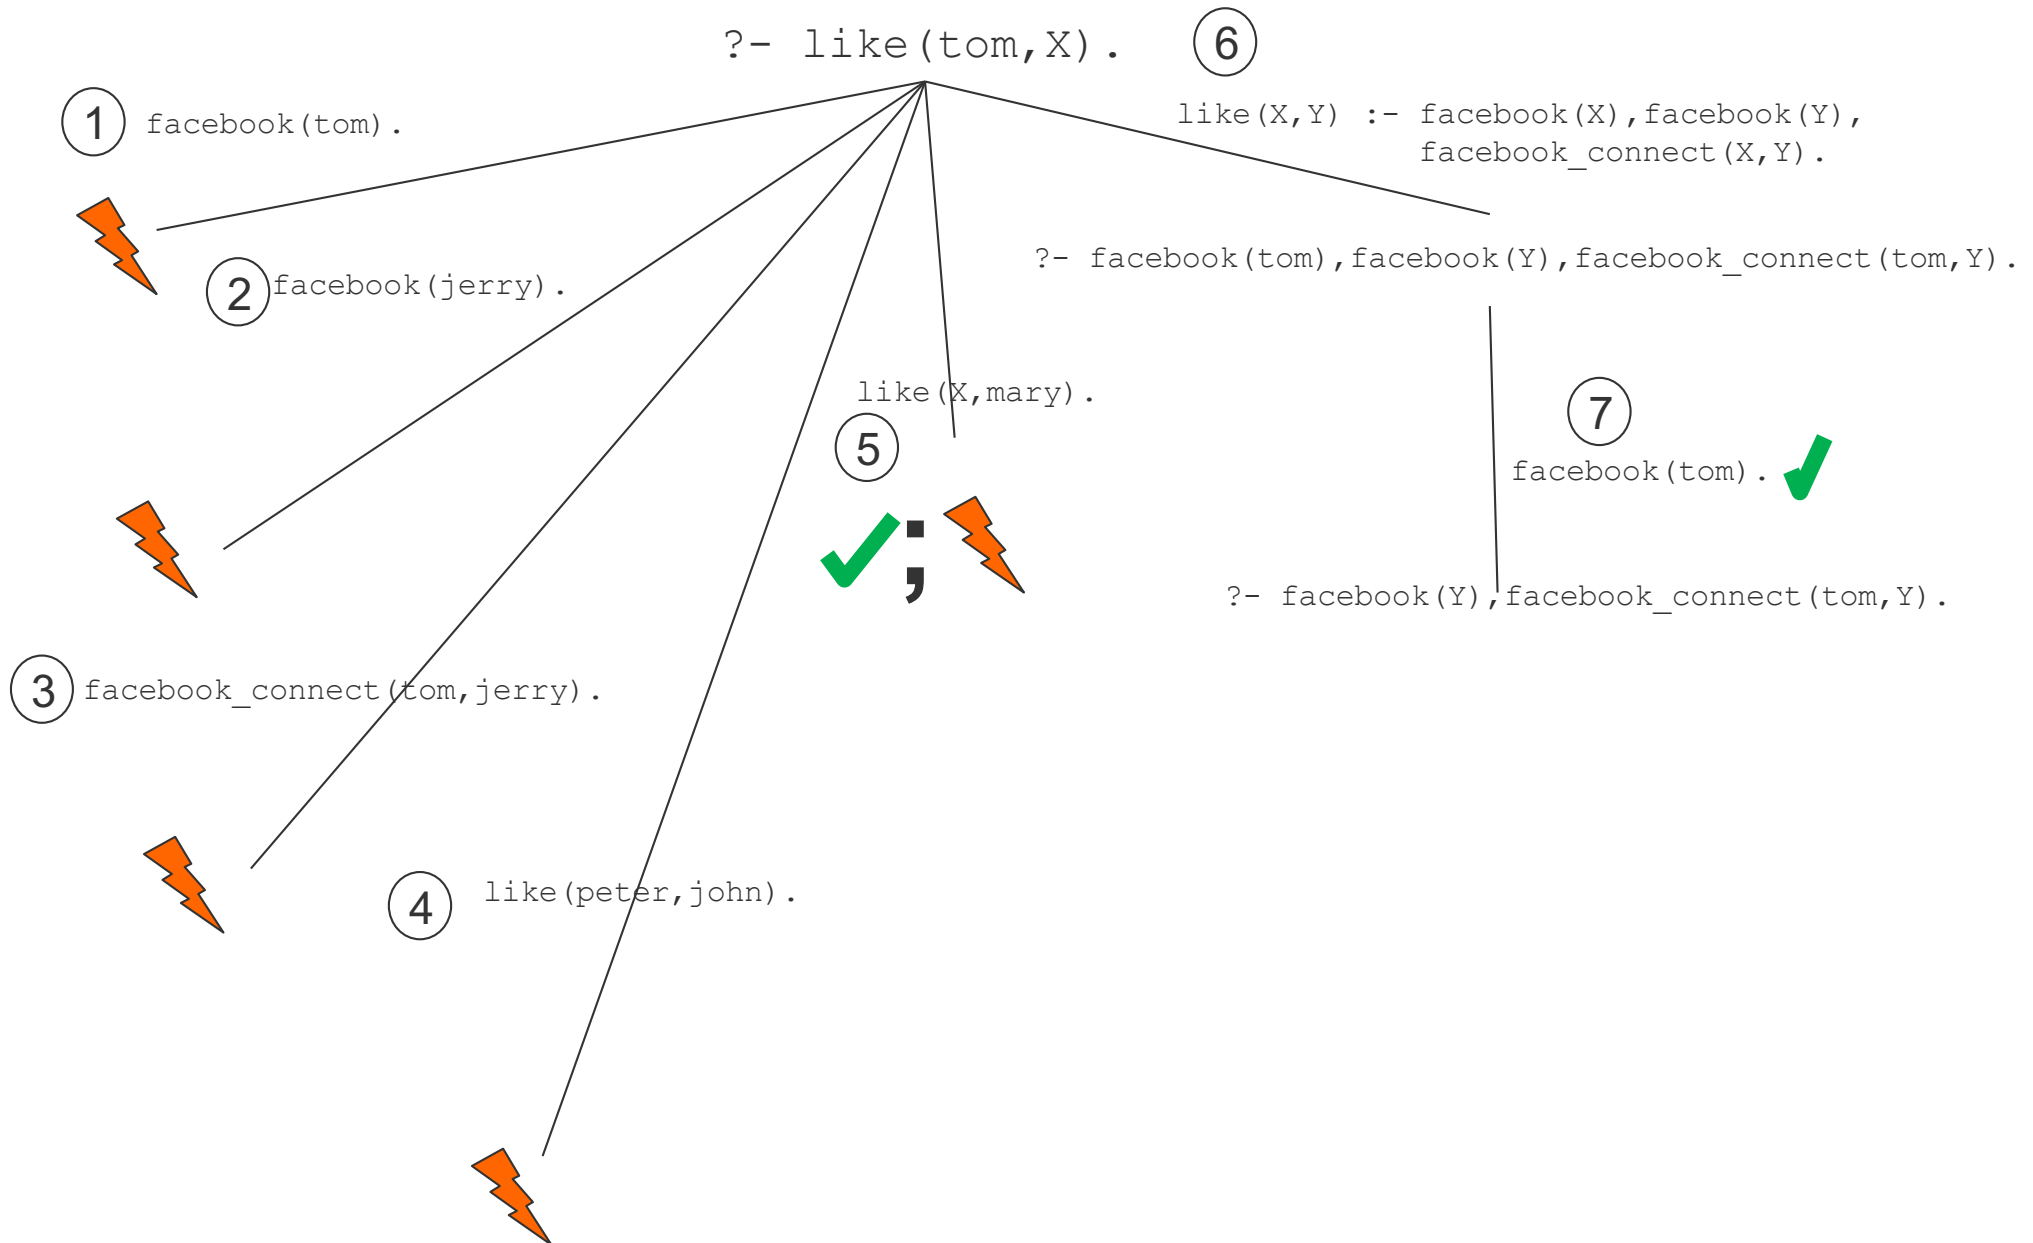 ?- like(tom,X).
6
like(X,Y) :- facebook(X),facebook(Y),
facebook_connect(X,Y).
1
facebook(tom).
?- facebook(tom),facebook(Y),facebook_connect(tom,Y).
2
facebook(jerry).
like(X,mary).
5
;
7
facebook(tom).
?- facebook(Y),facebook_connect(tom,Y).
3
facebook_connect(tom,jerry).
4
like(peter,john).